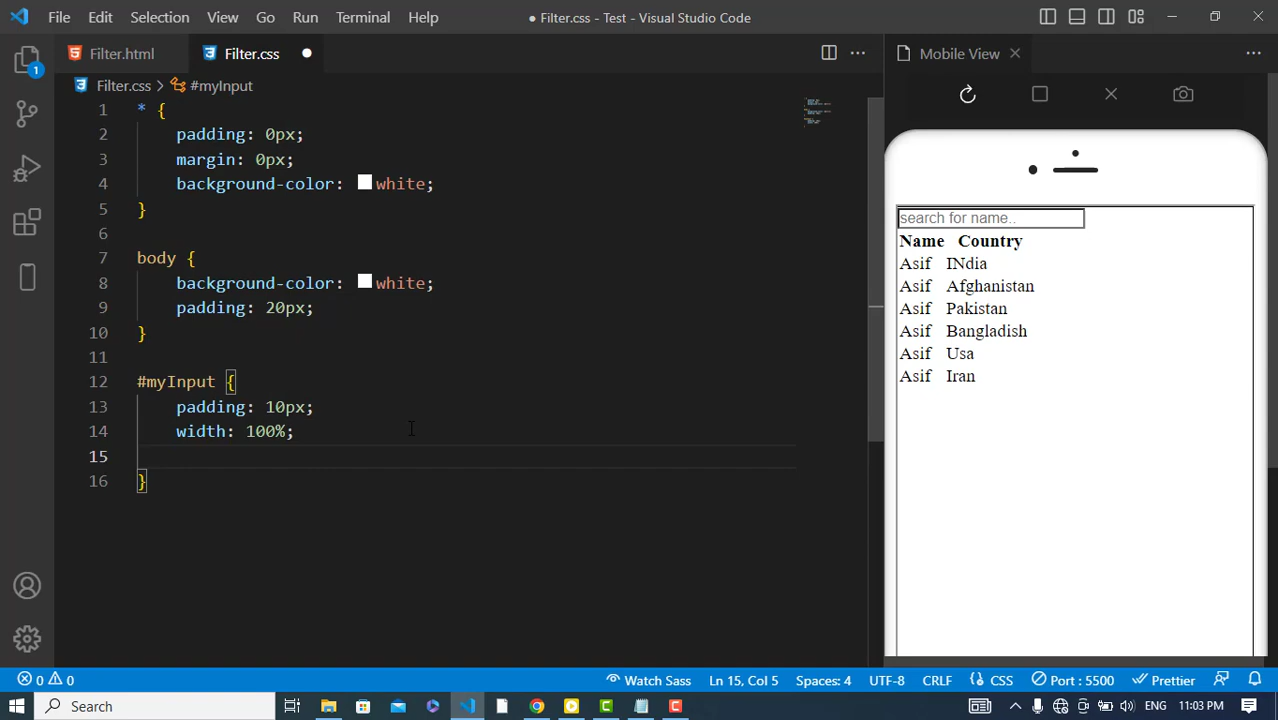 File Edit Selection View Go Run Terminal Help ● Filter.css - Test - Visual Studio Code
Filter.html Filter.css ●
Filter.css > #myInput
1 * {
2 padding: 0px;
3 margin: 0px;
4 background-color: white;
5 }
6
7 body {
8 background-color: white;
9 padding: 20px;
10 }
11
12 #myInput {
13 padding: 10px;
14 width: 100%;
15
16 }
1
Mobile View
search for name..
Name Country
Asif INdia
Asif Afghanistan
Asif Pakistan
Asif Bangladish
Asif Usa
Asif Iran
0 0 Watch Sass Ln 15, Col 5 Spaces: 4 UTF-8 CRLF CSS Port : 5500 Prettier
Search ENG 11:03 PM